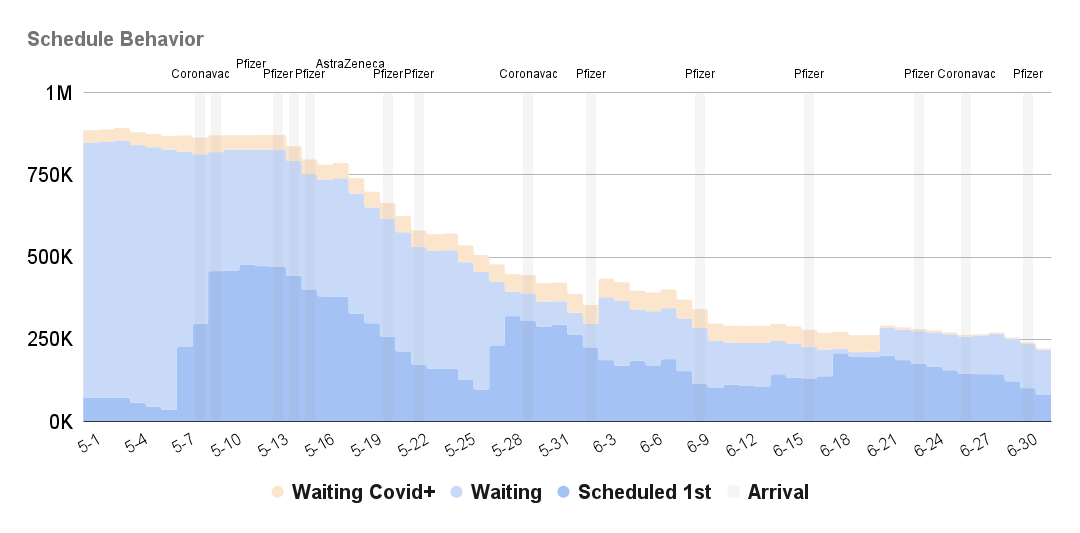 Schedule Behavior
Pfizer AstraZeneca
Coronavac Pfizer Pfizer Pfizer Pfizer Coronavac Pfizer Pfizer Pfizer Pfizer Coronavac Pfizer
1M
750K
500K
250K
0K
5-1 5-4 5-7 5-10 5-13 5-16 5-19 5-22 5-25 5-28 5-31 6-3 6-6 6-9 6-12 6-15 6-18 6-21 6-24 6-27 6-30
Waiting Covid+ Waiting Scheduled 1st Arrival